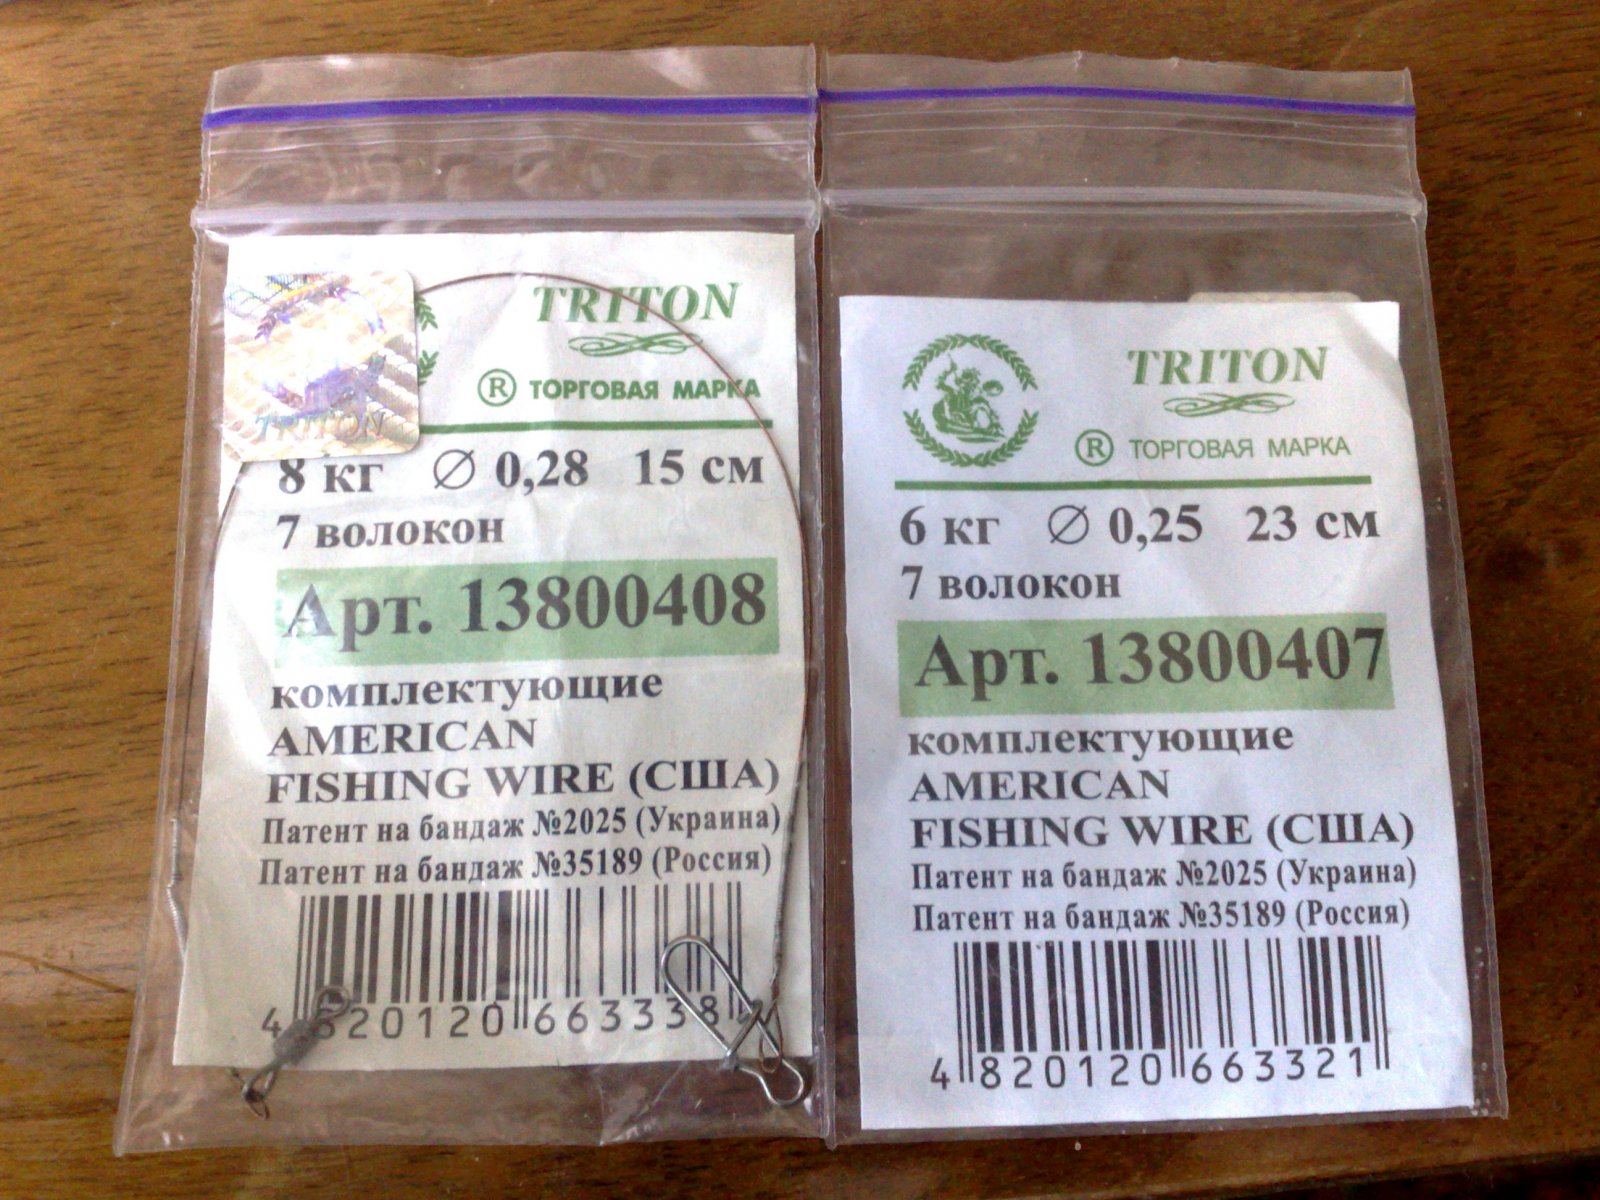 TRITON
TRITON
® ТОРГОВАЯ МАРКА
8 кг ∅ 0,28 15 см
7 волокон
Арт. 13800408
комплектующие
AMERICAN
FISHING WIRE (США)
Патент на бандаж №2025 (Украина)
Патент на бандаж №35189 (Россия)
4 820120 663338
TRITON
® ТОРГОВАЯ МАРКА
6 кг ∅ 0,25 23 см
7 волокон
Арт. 13800407
комплектующие
AMERICAN
FISHING WIRE (США)
Патент на бандаж №2025 (Украина)
Патент на бандаж №35189 (Россия)
4 820120 663321